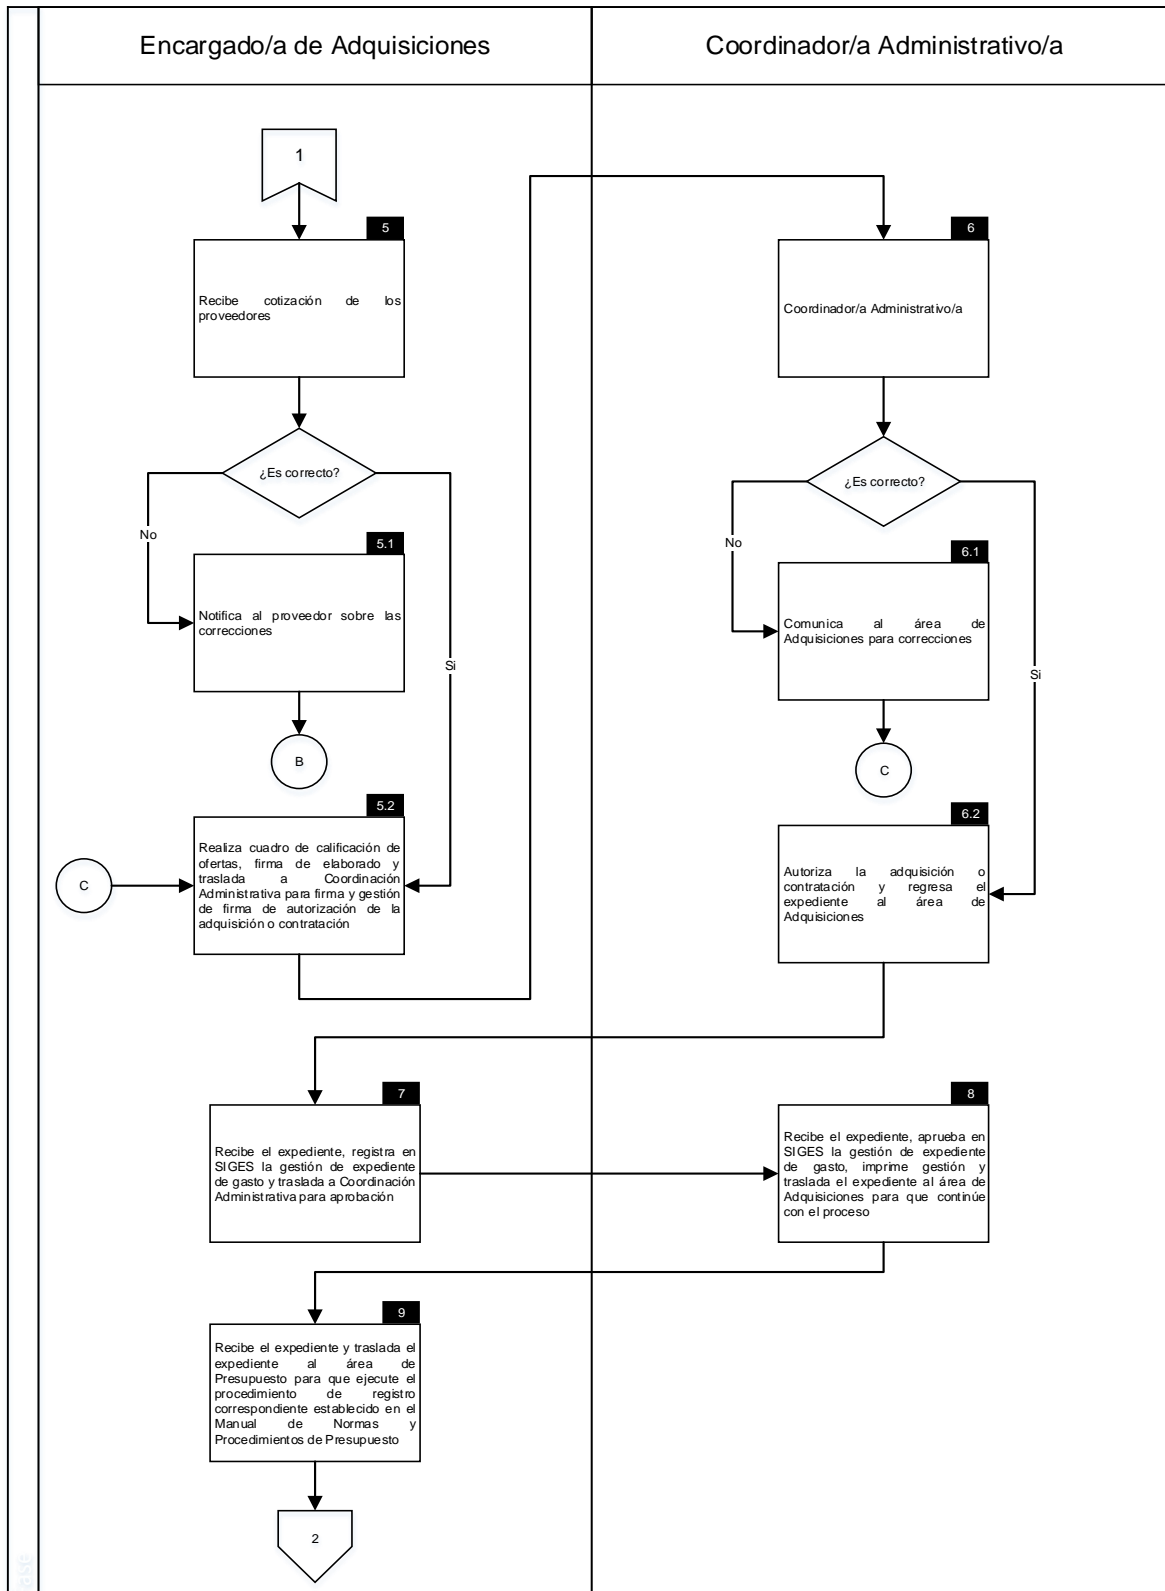 Encargado/a de Adquisiciones
Coordinador/a Administrativo/a
1
5
Recibe cotización de los
proveedores
¿Es correcto?
No
Si
5.1
Notifica al proveedor sobre las
correcciones
B
5.2
C
Realiza cuadro de calificación de
ofertas, firma de elaborado y
traslada a Coordinación
Administrativa para firma y gestión
de firma de autorización de la
adquisición o contratación
6
Coordinador/a Administrativo/a
¿Es correcto?
No
Si
6.1
Comunica al área de
Adquisiciones para correcciones
C
6.2
Autoriza la adquisición o
contratación y regresa el
expediente al área de
Adquisiciones
7
Recibe el expediente, registra en
SIGES la gestión de expediente
de gasto y traslada a Coordinación
Administrativa para aprobación
8
Recibe el expediente, aprueba en
SIGES la gestión de expediente
de gasto, imprime gestión y
traslada el expediente al área de
Adquisiciones para que continúe
con el proceso
9
Recibe el expediente y traslada el
expediente al área de
Presupuesto para que ejecute el
procedimiento de registro
correspondiente establecido en el
Manual de Normas y
Procedimientos de Presupuesto
2